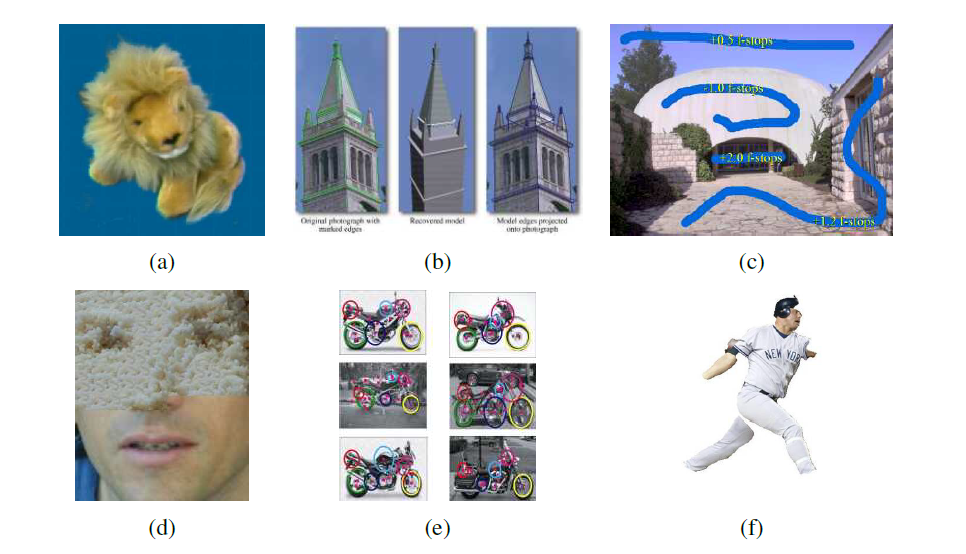 Original photograph with
marked edges
Recovered model
Model edges projected
onto photograph
+0.5 f-stops
-1.0 f-stops
+2.0 f-stops
+1.2 f-stops
(a)
(b)
(c)
NEW YORK
(d)
(e)
(f)